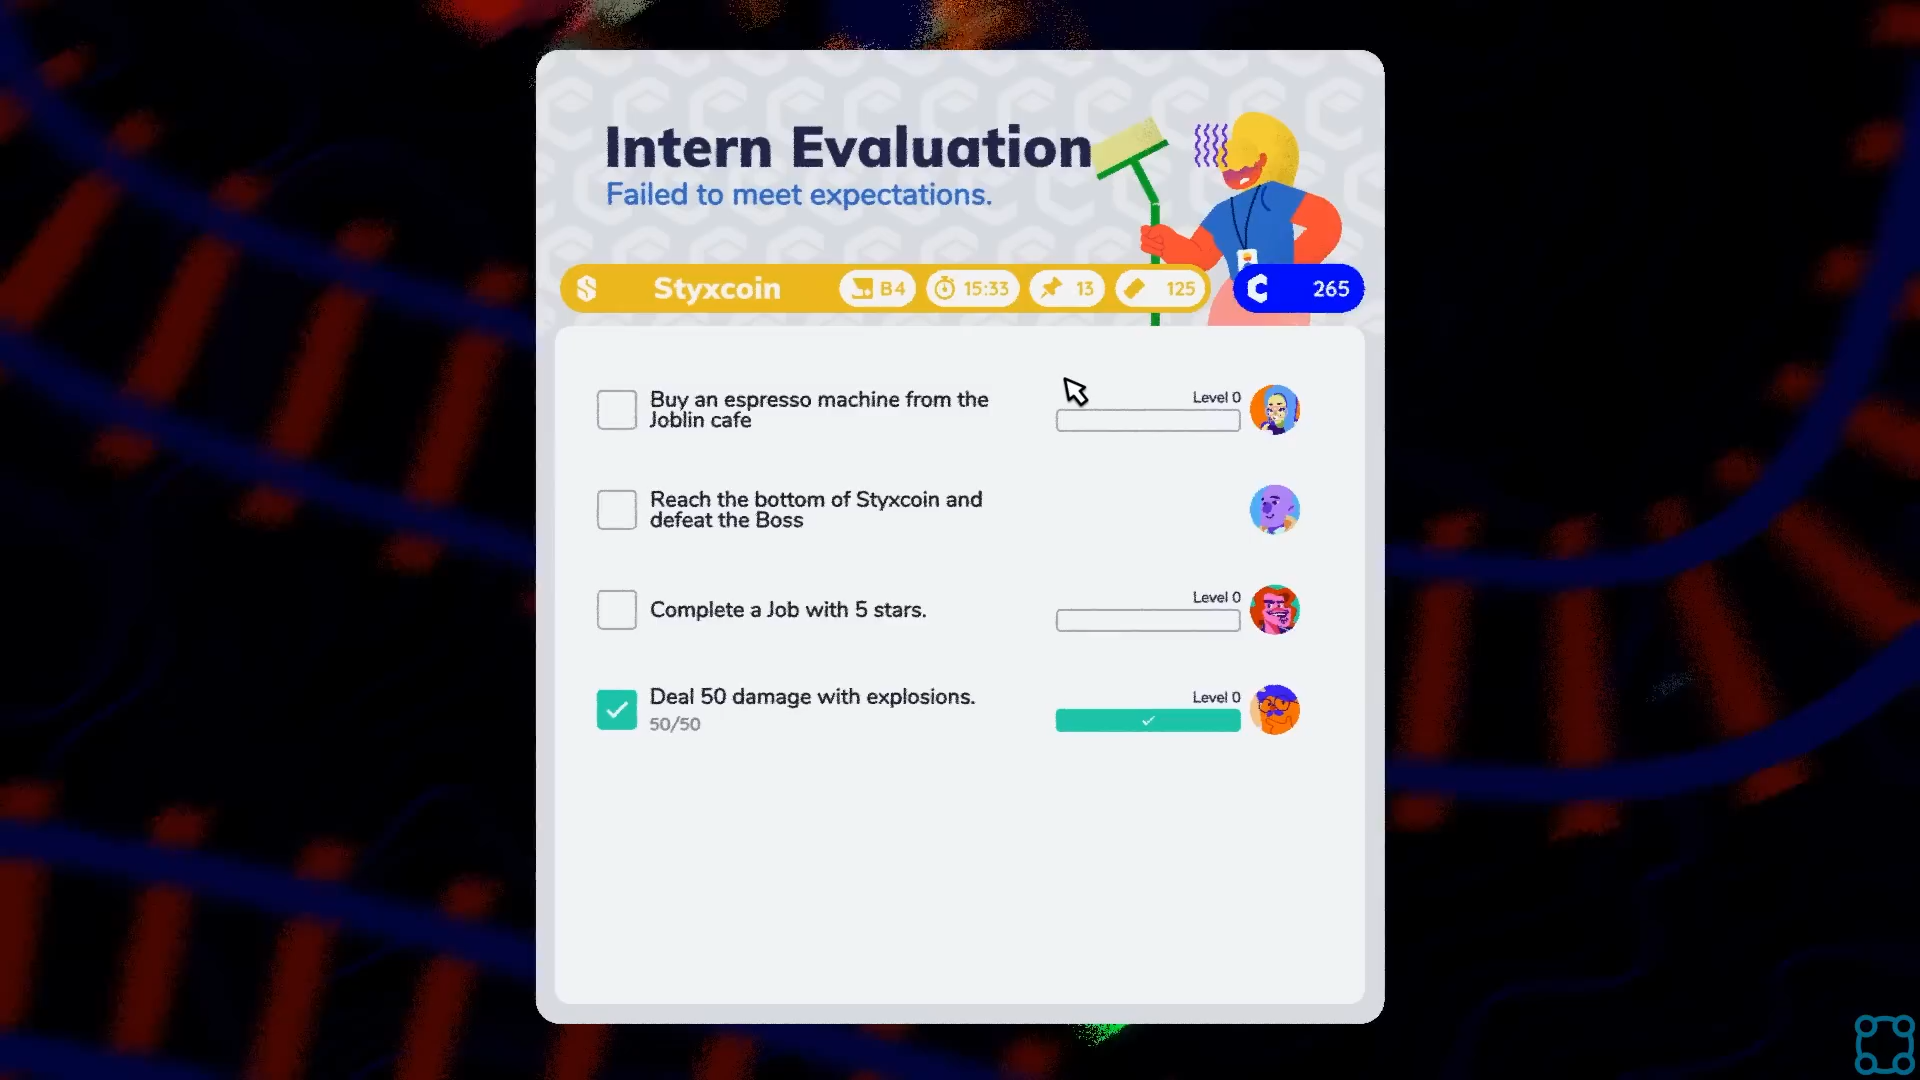 Intern Evaluation
Failed to meet expectations.
Styxcoin B4 15:33 13 125 265
Buy an espresso machine from the
Joblin cafe
Level 0
Reach the bottom of Styxcoin and
defeat the Boss
Complete a Job with 5 stars.
Level 0
Deal 50 damage with explosions.
50/50
Level 0